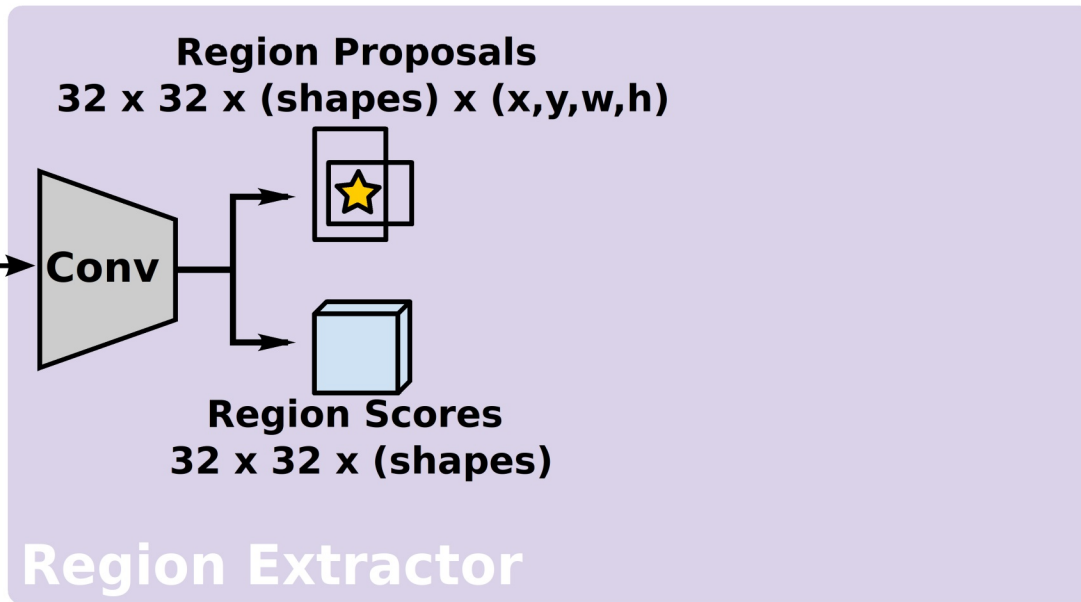 Region Proposals
32 x 32 x (shapes) x (x,y,w,h)
Conv
Region Scores
32 x 32 x (shapes)
Region Extractor